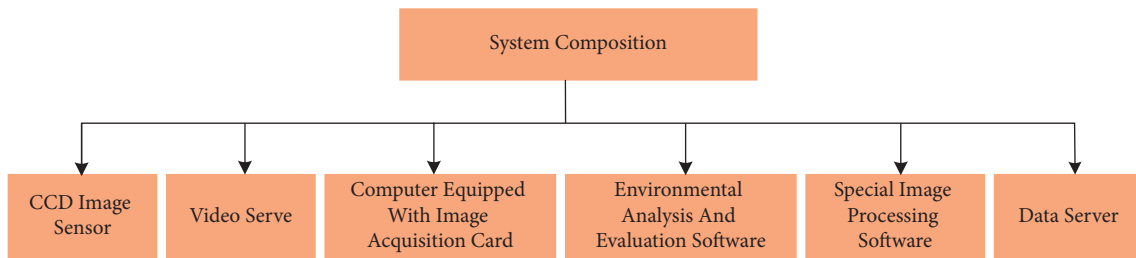 System Composition
CCD Image
Sensor
Video Serve
Computer Equipped
With Image
Acquisition Card
Environmental
Analysis And
Evaluation Software
Special Image
Processing
Software
Data Server